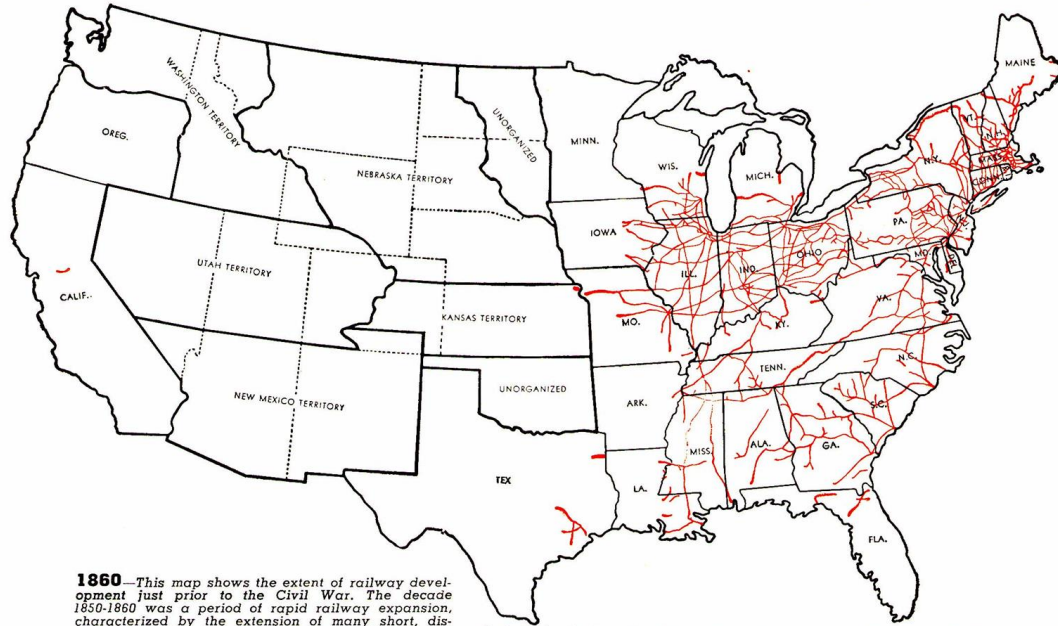 MAINE
WASHINGTON TERRITORY
OREG.
UNORGANIZED
MINN.
VT.
N.H.
WIS.
MICH.
N.Y.
MASS.
CONN.
NEBRASKA TERRITORY
IOWA
PA.
UTAH TERRITORY
ILL.
IND.
OHIO
MD.
DEL.
CALIF..
KANSAS TERRITORY
MO.
KY.
VA.
NEW MEXICO TERRITORY
UNORGANIZED
TENN.
N.C.
ARK.
S.C.
MISS.
ALA.
GA.
TEX
LA.
FLA.
1860—This map shows the extent of railway devel-
opment just prior to the Civil War. The decade
1850-1860 was a period of rapid railway expansion,
characterized by the extension of many short, dis-